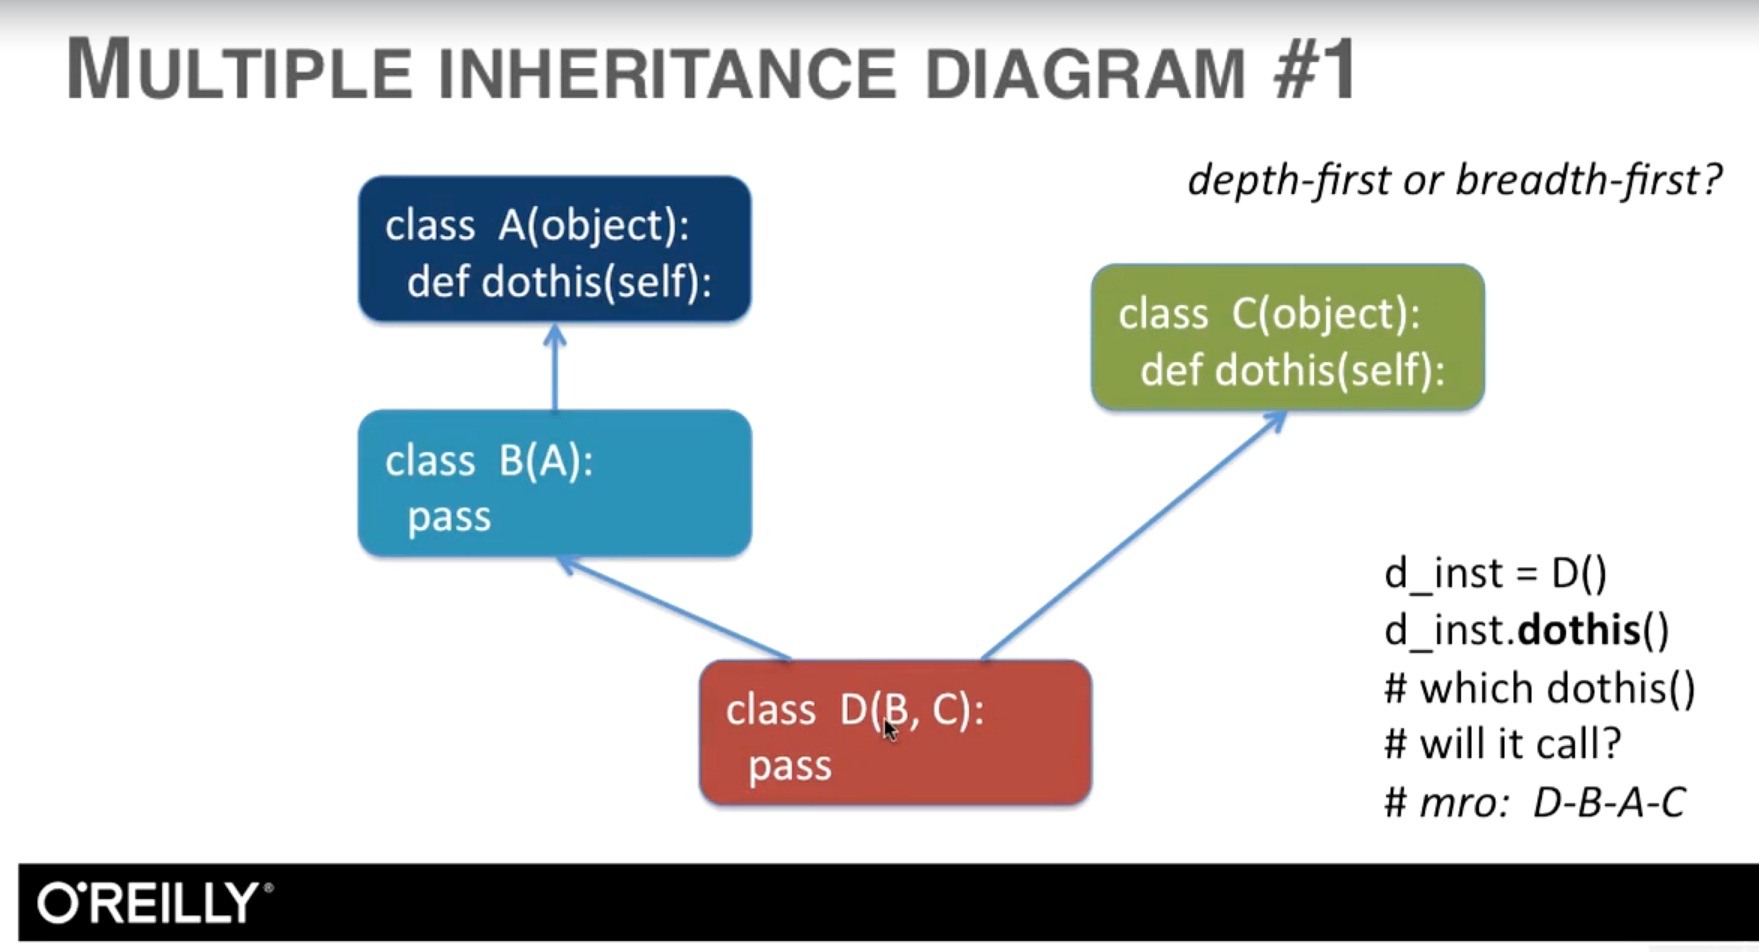 MULTIPLE INHERITANCE DIAGRAM #1
depth-first or breadth-first?
class A(object):
def dothis(self):
class C(object):
def dothis(self):
class B(A):
pass
class D(B, C):
pass
d_inst = D()
d_inst.dothis()
# which dothis()
# will it call?
# mro: D-B-A-C
O'REILLY®